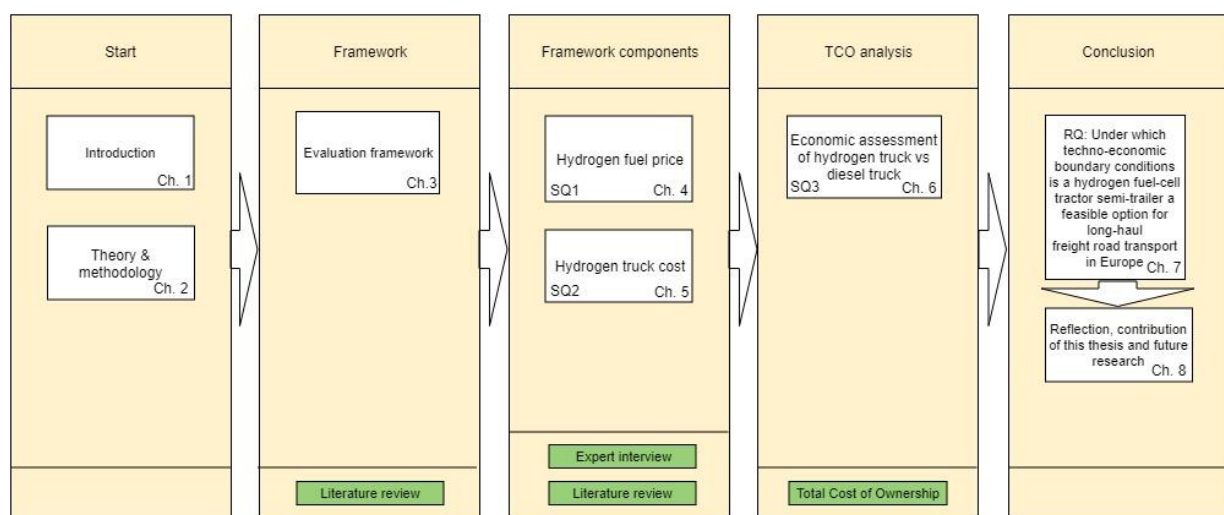 Start
Introduction
Ch. 1
Theory &
methodology
Ch. 2
Framework
Evaluation framework
Ch.3
Literature review
Framework components
Hydrogen fuel price
SQ1 Ch. 4
Hydrogen truck cost
SQ2 Ch. 5
Expert interview
Literature review
TCO analysis
Economic assessment
of hydrogen truck vs
diesel truck
SQ3 Ch. 6
Total Cost of Ownership
Conclusion
RQ: Under which
techno-economic
boundary conditions
is a hydrogen fuel-cell
tractor semi-trailer a
feasible option for
long-haul
freight road transport
in Europe
Ch. 7
Reflection, contribution
of this thesis and future
research
Ch. 8